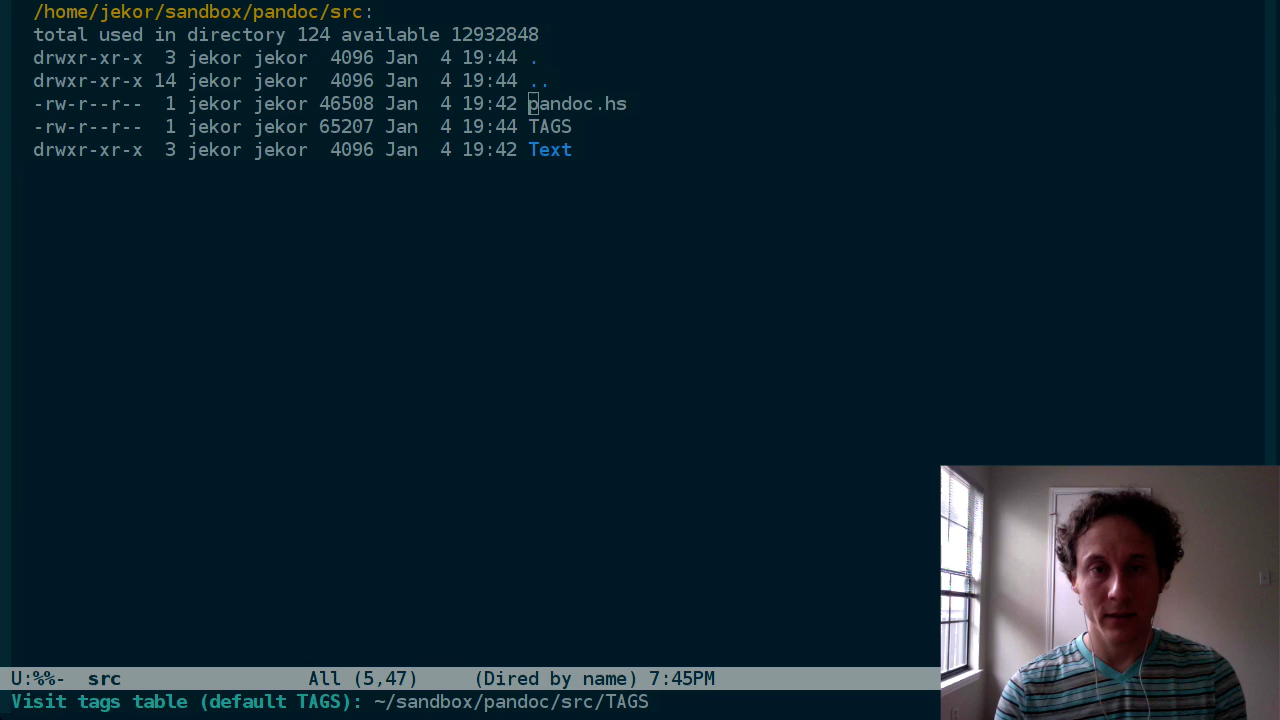 /home/jekor/sandbox/pandoc/src:
total used in directory 124 available 12932848
drwxr-xr-x  3 jekor jekor  4096 Jan  4 19:44 .
drwxr-xr-x 14 jekor jekor  4096 Jan  4 19:44 ..
-rw-r--r--  1 jekor jekor 46508 Jan  4 19:42 pandoc.hs
-rw-r--r--  1 jekor jekor 65207 Jan  4 19:44 TAGS
drwxr-xr-x  3 jekor jekor  4096 Jan  4 19:42 Text
U:%%-  src                 All (5,47)     (Dired by name) 7:45PM
Visit tags table (default TAGS): ~/sandbox/pandoc/src/TAGS